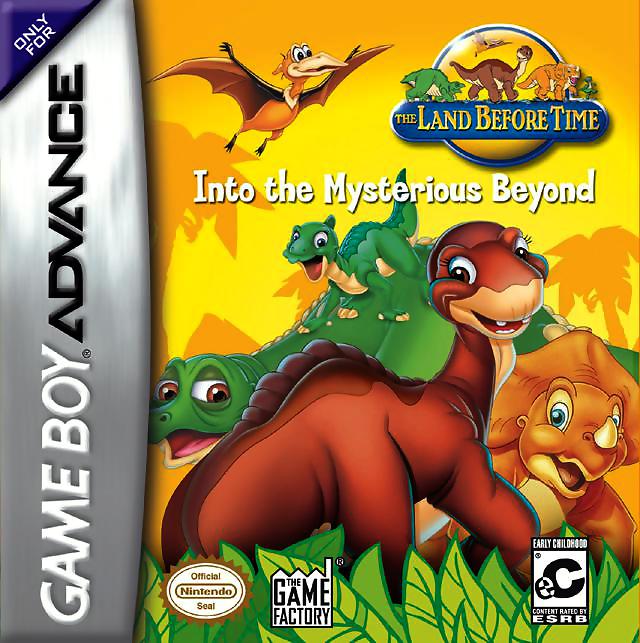 ONLY
FOR
GAME BOY ADVANCE
®
THE LAND BEFORE TIME
Into the Mysterious Beyond
Official
Nintendo
Seal
THE
GAME
FACTORY
®
EARLY CHILDHOOD
®
eC
CONTENT RATED BY
ESRB